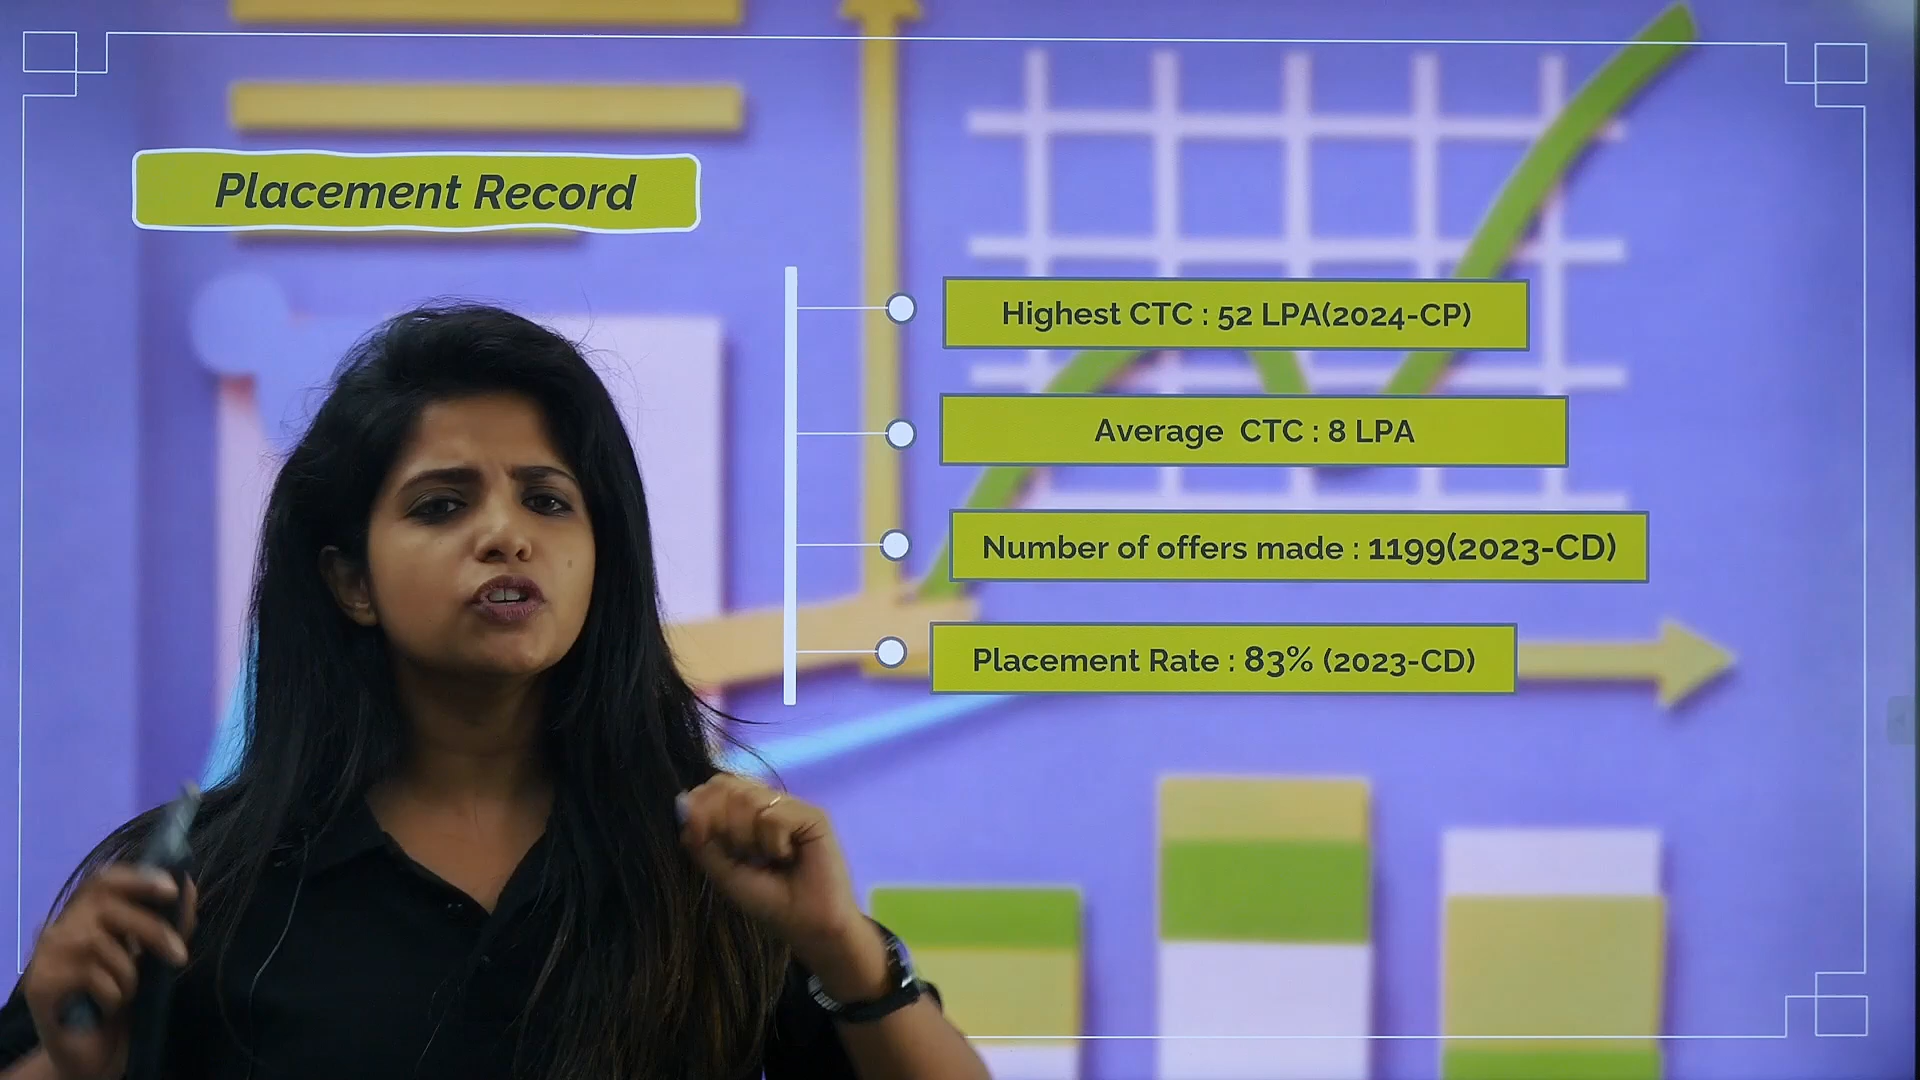 Placement Record
Highest CTC : 52 LPA(2024-CP)
Average CTC : 8 LPA
Number of offers made : 1199(2023-CD)
Placement Rate : 83% (2023-CD)